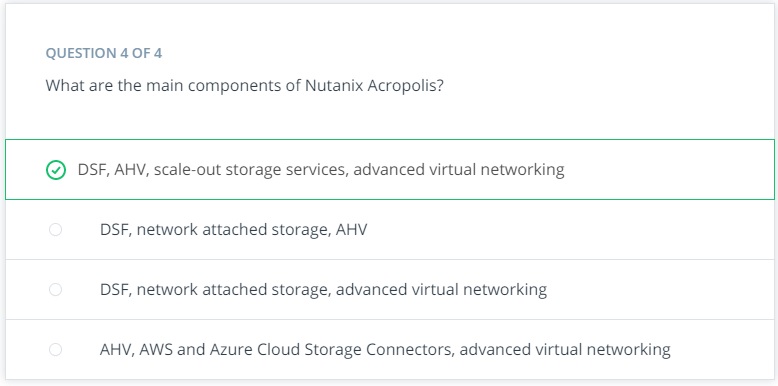 QUESTION 4 OF 4
What are the main components of Nutanix Acropolis?
DSF, AHV, scale-out storage services, advanced virtual networking
DSF, network attached storage, AHV
DSF, network attached storage, advanced virtual networking
AHV, AWS and Azure Cloud Storage Connectors, advanced virtual networking